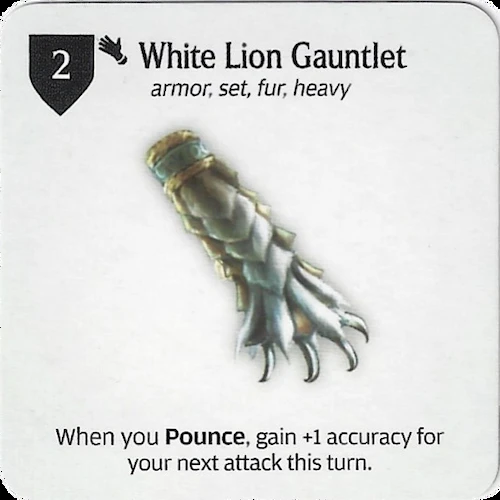 2
White Lion Gauntlet
armor, set, fur, heavy
When you Pounce, gain +1 accuracy for
your next attack this turn.